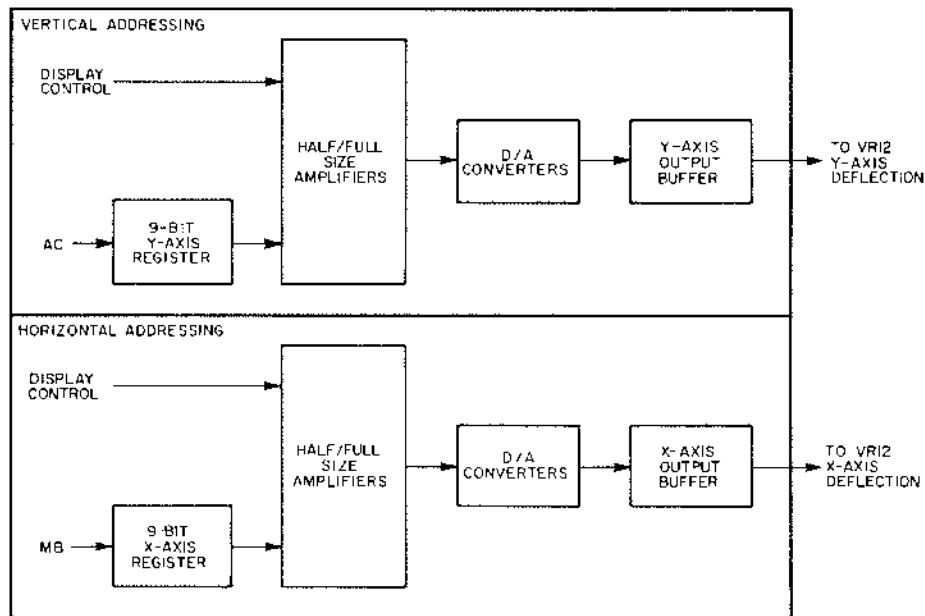 VERTICAL ADDRESSING
DISPLAY
CONTROL
HALF/FULL
SIZE
AMPLIFIERS
D/A
CONVERTERS
Y-AXIS
OUTPUT
BUFFER
TO VR12
Y-AXIS
DEFLECTION
AC
9-BIT
Y-AXIS
REGISTER
HORIZONTAL ADDRESSING
DISPLAY
CONTROL
HALF/FULL
SIZE
AMPLIFIERS
D/A
CONVERTERS
X-AXIS
OUTPUT
BUFFER
TO VR12
X-AXIS
DEFLECTION
MB
9-BIT
X-AXIS
REGISTER